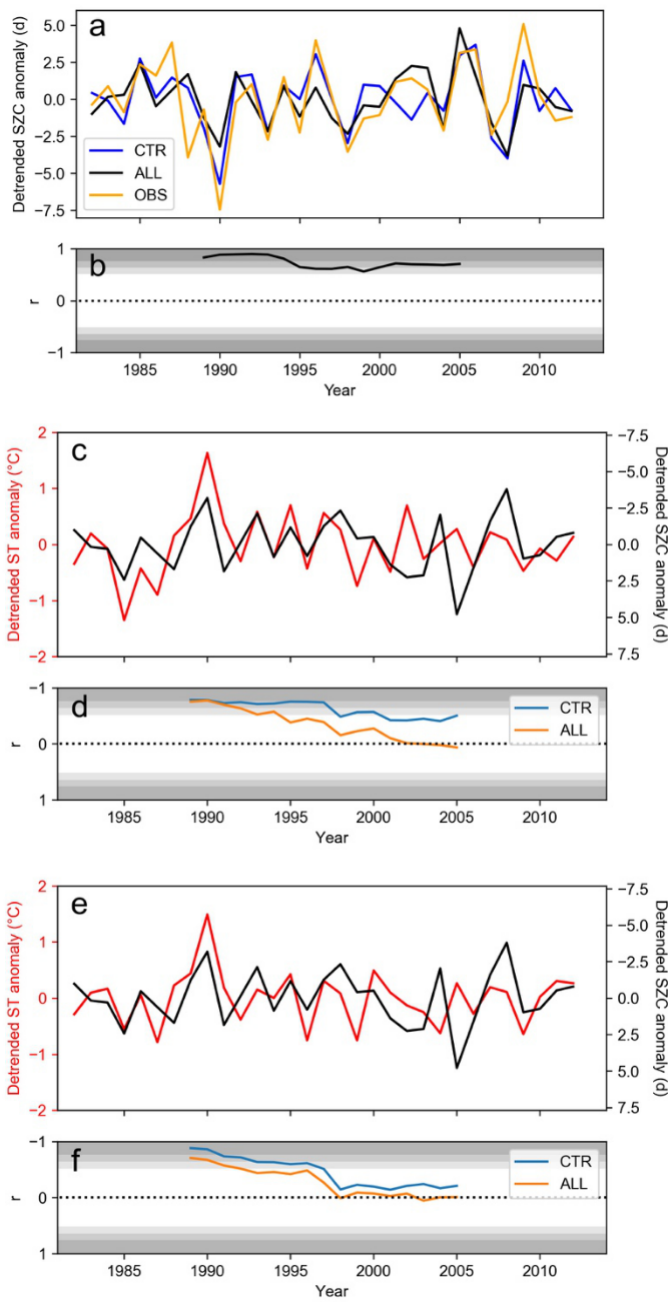 a
Detrended SZC anomaly (d)
5.0
2.5
0.0
−2.5
−5.0
−7.5
CTR
ALL
OBS
b
r
1
0
−1
1985 1990 1995 2000 2005 2010
Year
c
Detrended ST anomaly (°C)
2
1
0
−1
−2
Detrended SZC anomaly (d)
−7.5
−5.0
−2.5
0.0
2.5
5.0
7.5
d
r
−1
0
1
CTR
ALL
1985 1990 1995 2000 2005 2010
Year
e
Detrended ST anomaly (°C)
2
1
0
−1
−2
Detrended SZC anomaly (d)
−7.5
−5.0
−2.5
0.0
2.5
5.0
7.5
f
r
−1
0
1
CTR
ALL
1985 1990 1995 2000 2005 2010
Year